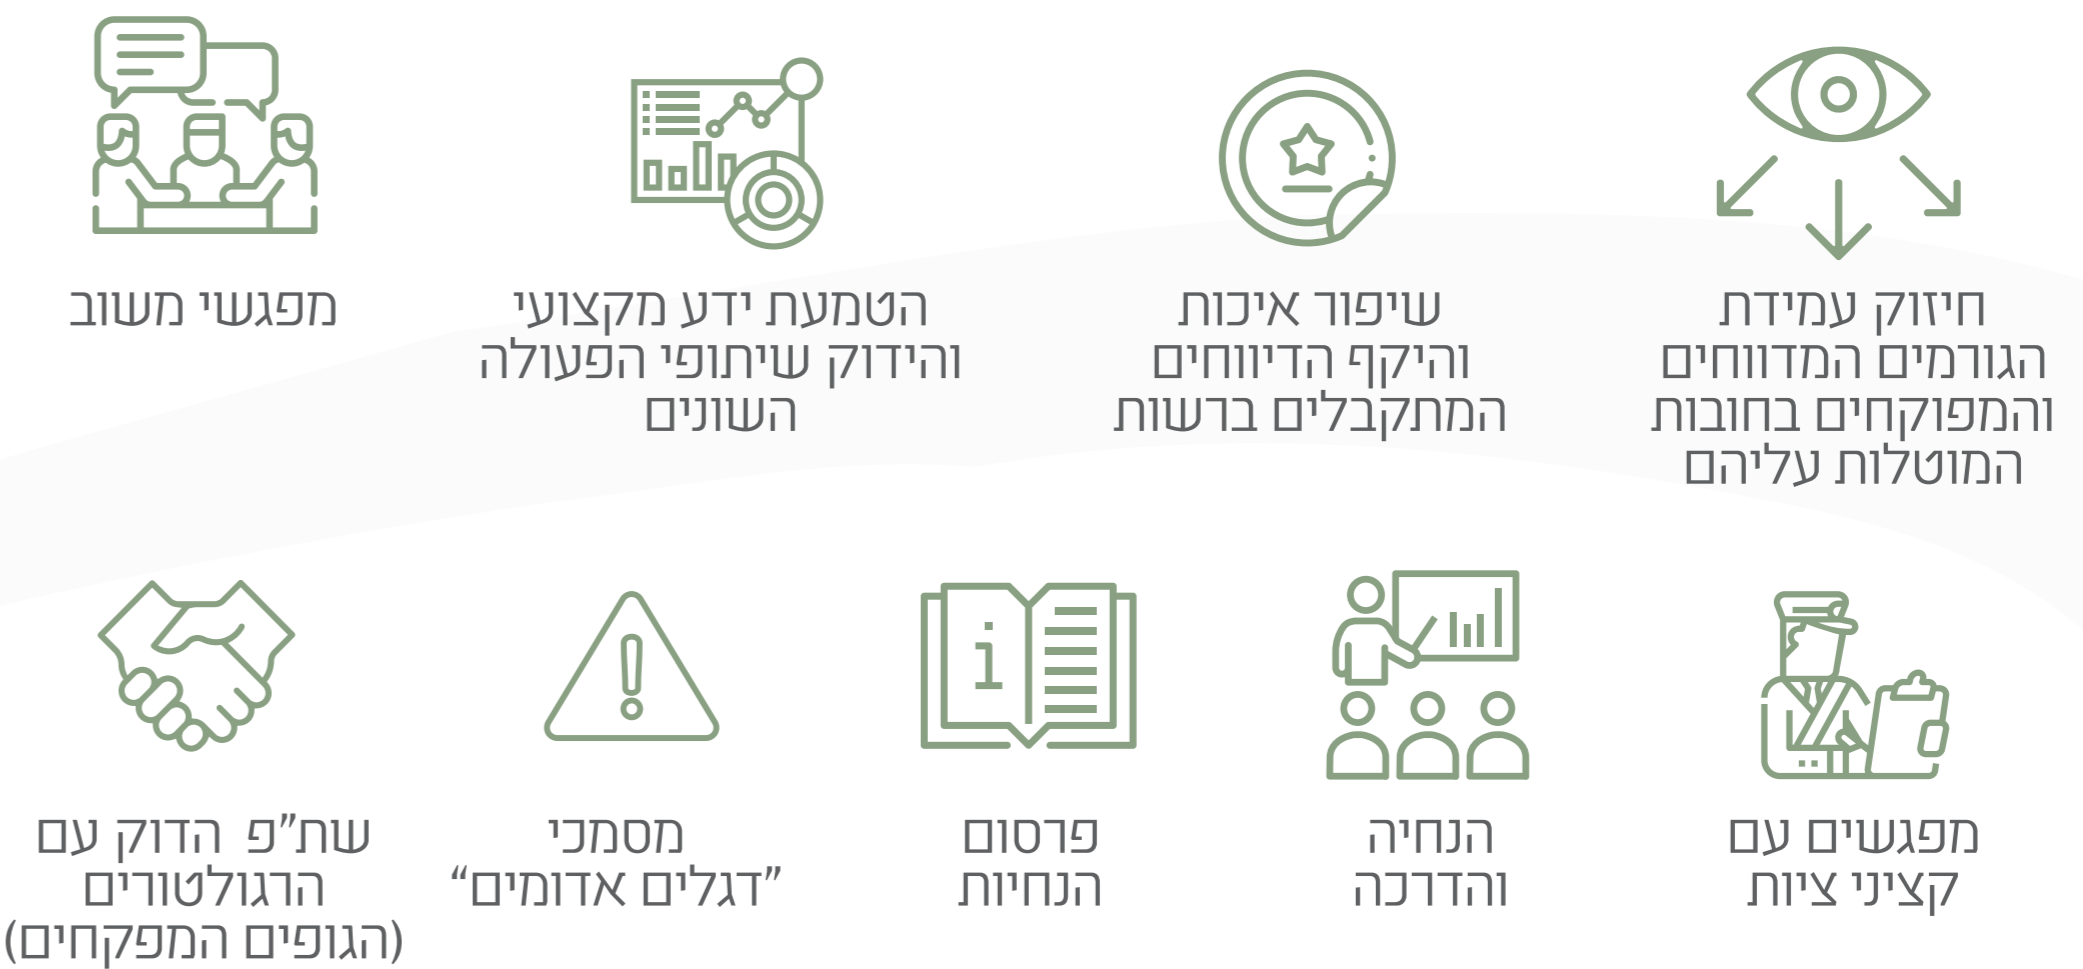 חיזוק עמידת
הגורמים המדווחים
והמפוקחים בחובות
המוטלות עליהם
שיפור איכות
והיקף הדיווחים
המתקבלים ברשות
הטמעת ידע מקצועי
והידוק שיתופי הפעולה
השונים
מפגשי משוב
מפגשים עם
קציני ציות
הנחיה
והדרכה
i
פרסום
הנחיות
מסמכי
”דגלים אדומים“
שת”פ הדוק עם
הרגולטורים
(הגופים המפקחים)